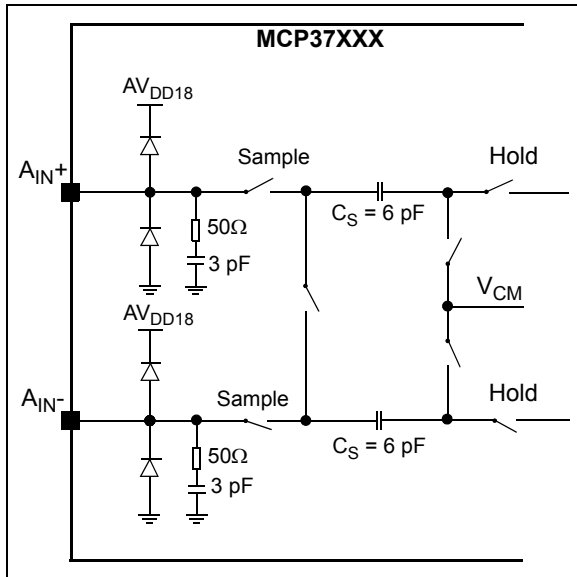 MCP37XXX
AVDD18
AIN+
Sample
Hold
CS = 6 pF
50Ω
3 pF
VCM
AVDD18
AIN-
Sample
Hold
CS = 6 pF
50Ω
3 pF